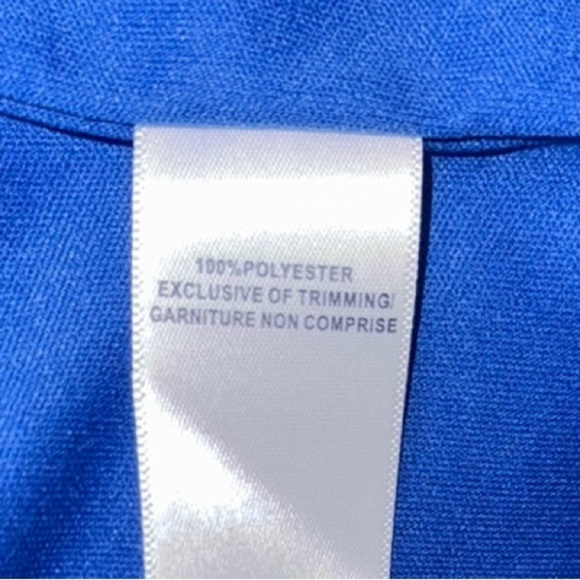 100%POLYESTER
EXCLUSIVE OF TRIMMING/
GARNITURE NON COMPRISE